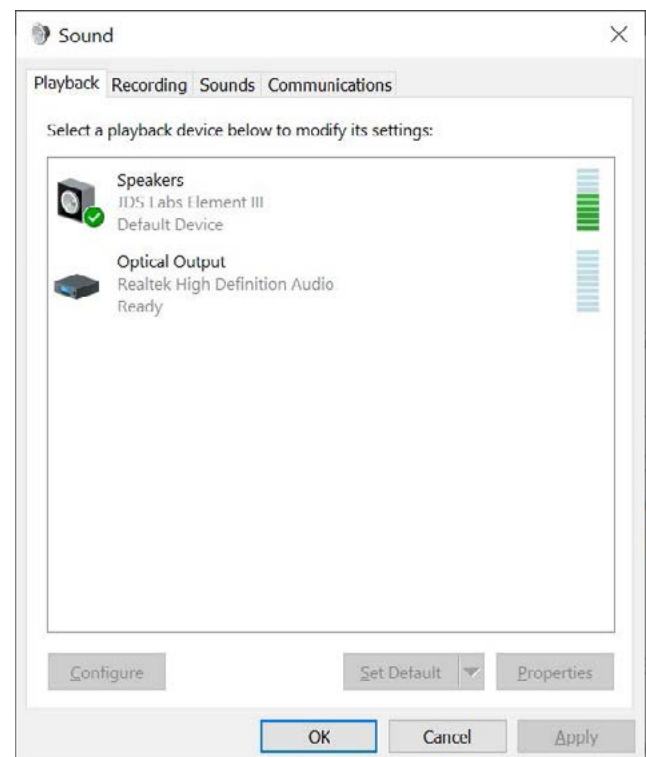 Sound
Playback Recording Sounds Communications
Select a playback device below to modify its settings:
Speakers
JDS Labs Element III
Default Device
Optical Output
Realtek High Definition Audio
Ready
Configure Set Default Properties
OK Cancel Apply